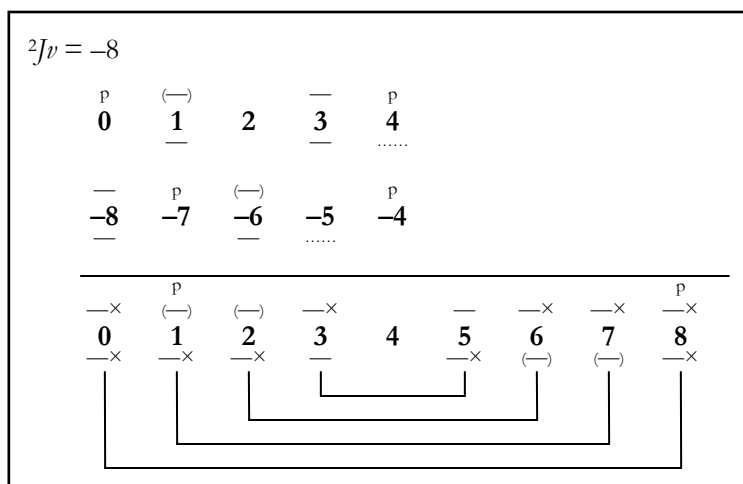 ²Jv = –8
p (—) — p
0 1 2 3 4
— — ......
— p (—) p
–8 –7 –6 –5 –4
— — ......
p p
—× (—) (—) —× — —× —× —×
0 1 2 3 4 5 6 7 8
—× —× —× — —× (—) (—) —×